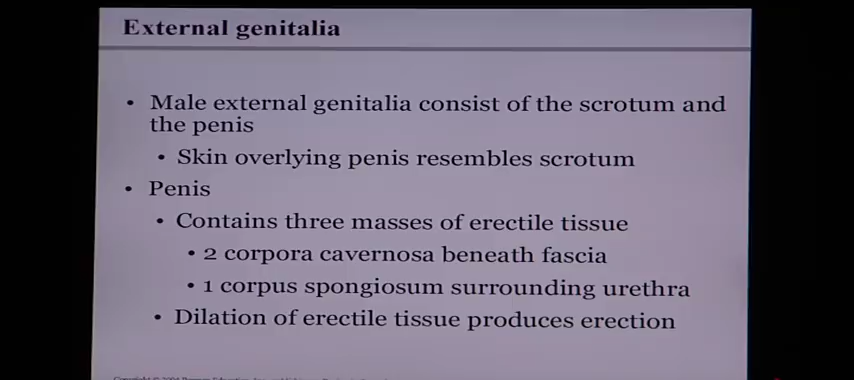 External genitalia
• Male external genitalia consist of the scrotum and
the penis
• Skin overlying penis resembles scrotum
• Penis
• Contains three masses of erectile tissue
• 2 corpora cavernosa beneath fascia
• 1 corpus spongiosum surrounding urethra
• Dilation of erectile tissue produces erection